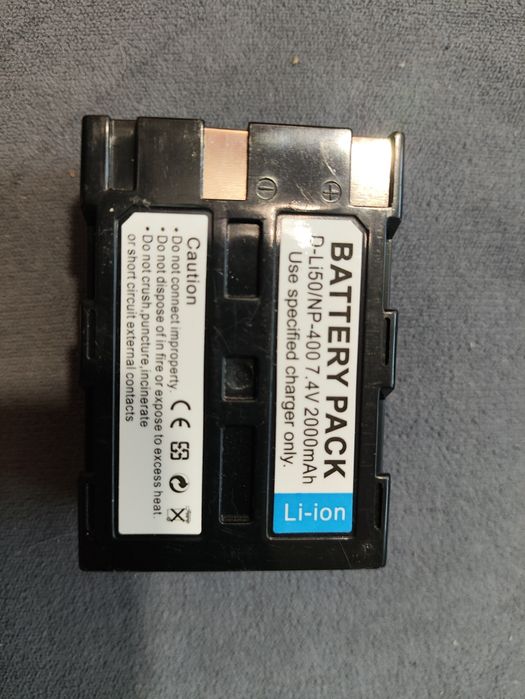 BATTERY PACK
D-Li50/NP-400 7.4V 2000mAh
Use specified charger only.
Li-ion
Caution
• Do not connect improperty.
• Do not dispose of in fire or expose to excess heat.
• Do not crush,puncture,incinerate
or short circuit external contacts
CE